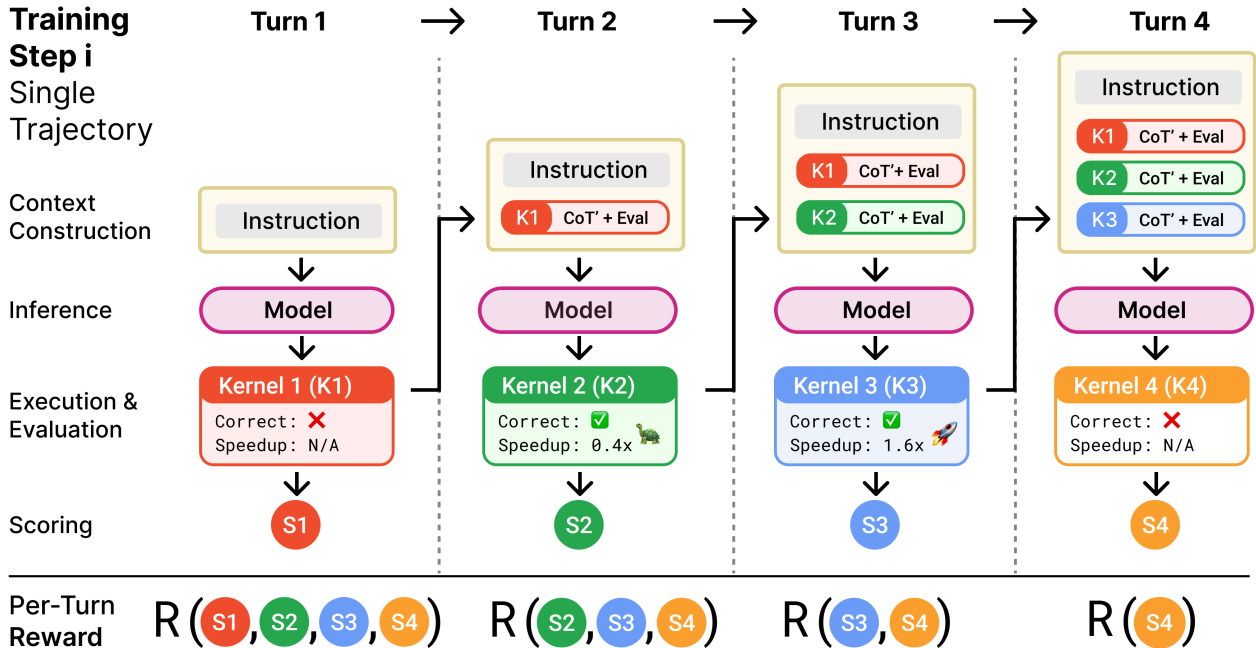 Training
Step i
Single
Trajectory
Turn 1
Turn 2
Turn 3
Turn 4
Context
Construction
Instruction
Instruction
K1 CoT’ + Eval
Instruction
K1 CoT’+ Eval
K2 CoT’ + Eval
Instruction
K1 CoT’ + Eval
K2 CoT’ + Eval
K3 CoT’ + Eval
Inference
Model
Model
Model
Model
Execution &
Evaluation
Kernel 1 (K1)
Correct: ❌
Speedup: N/A
Kernel 2 (K2)
Correct: ✅
Speedup: 0.4x 🐢
Kernel 3 (K3)
Correct: ✅
Speedup: 1.6x 🚀
Kernel 4 (K4)
Correct: ❌
Speedup: N/A
Scoring
S1
S2
S3
S4
Per-Turn
Reward
R(S1, S2, S3, S4)
R(S2, S3, S4)
R(S3, S4)
R(S4)